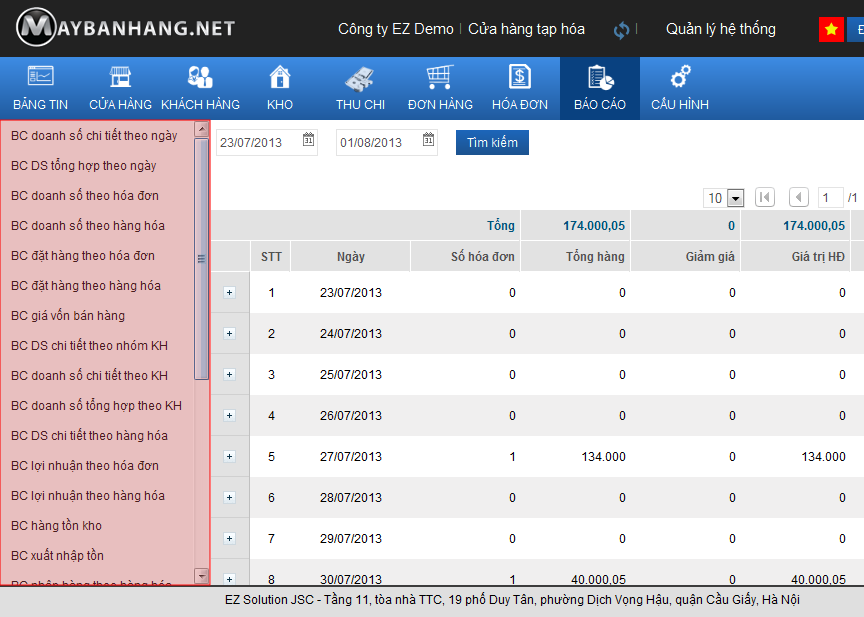 MAYBANHANG.NET
Công ty EZ Demo | Cửa hàng tạp hóa | Quản lý hệ thống
BẢNG TIN CỬA HÀNG KHÁCH HÀNG KHO THU CHI ĐƠN HÀNG HÓA ĐƠN BÁO CÁO CẤU HÌNH
BC doanh số chi tiết theo ngày
BC DS tổng hợp theo ngày
BC doanh số theo hóa đơn
BC doanh số theo hàng hóa
BC đặt hàng theo hóa đơn
BC đặt hàng theo hàng hóa
BC giá vốn bán hàng
BC DS chi tiết theo nhóm KH
BC doanh số chi tiết theo KH
BC doanh số tổng hợp theo KH
BC DS chi tiết theo hàng hóa
BC lợi nhuận theo hóa đơn
BC lợi nhuận theo hàng hóa
BC hàng tồn kho
BC xuất nhập tồn
23/07/2013 01/08/2013 Tìm kiếm
10 1 /1
Tổng 174.000,05 0 174.000,05
STT Ngày Số hóa đơn Tổng hàng Giảm giá Giá trị HĐ
1 23/07/2013 0 0 0 0
2 24/07/2013 0 0 0 0
3 25/07/2013 0 0 0 0
4 26/07/2013 0 0 0 0
5 27/07/2013 1 134.000 0 134.000
6 28/07/2013 0 0 0 0
7 29/07/2013 0 0 0 0
8 30/07/2013 1 40.000,05 0 40.000,05
EZ Solution JSC - Tầng 11, tòa nhà TTC, 19 phố Duy Tân, phường Dịch Vọng Hậu, quận Cầu Giấy, Hà Nội